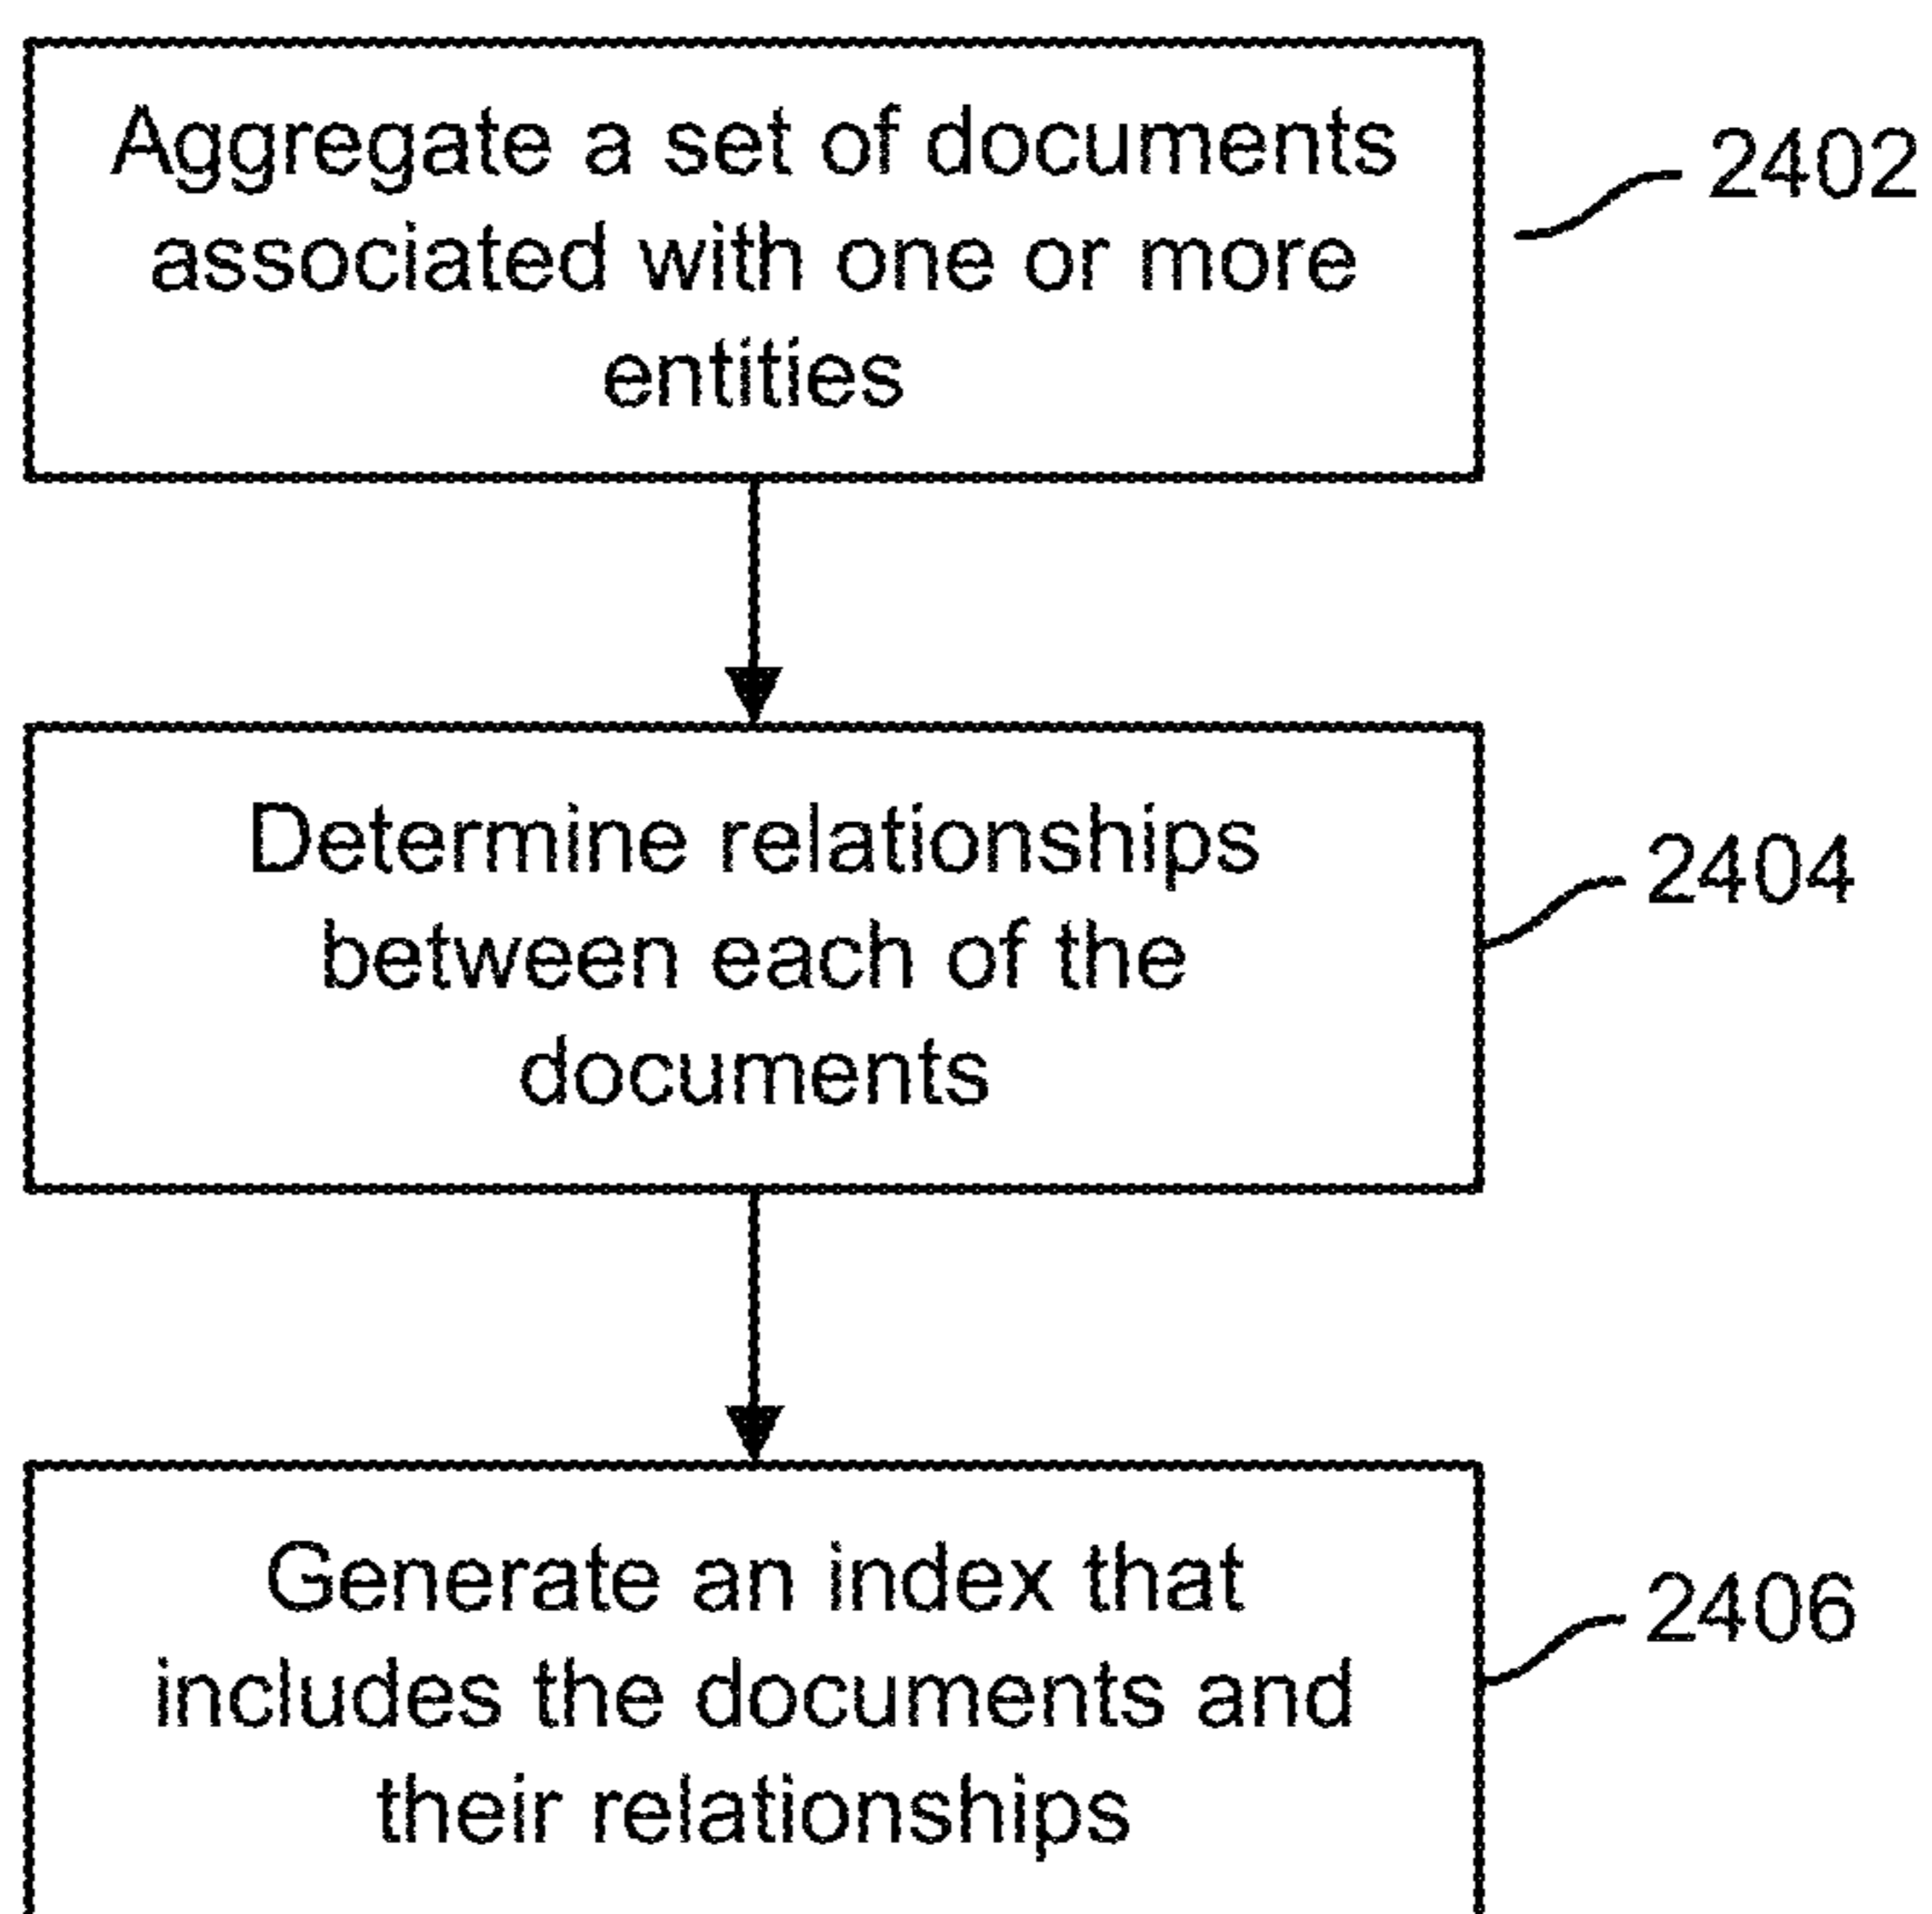 Aggregate a set of documents
associated with one or more
entities
2402
Determine relationships
between each of the
documents
2404
Generate an index that
includes the documents and
their relationships
2406